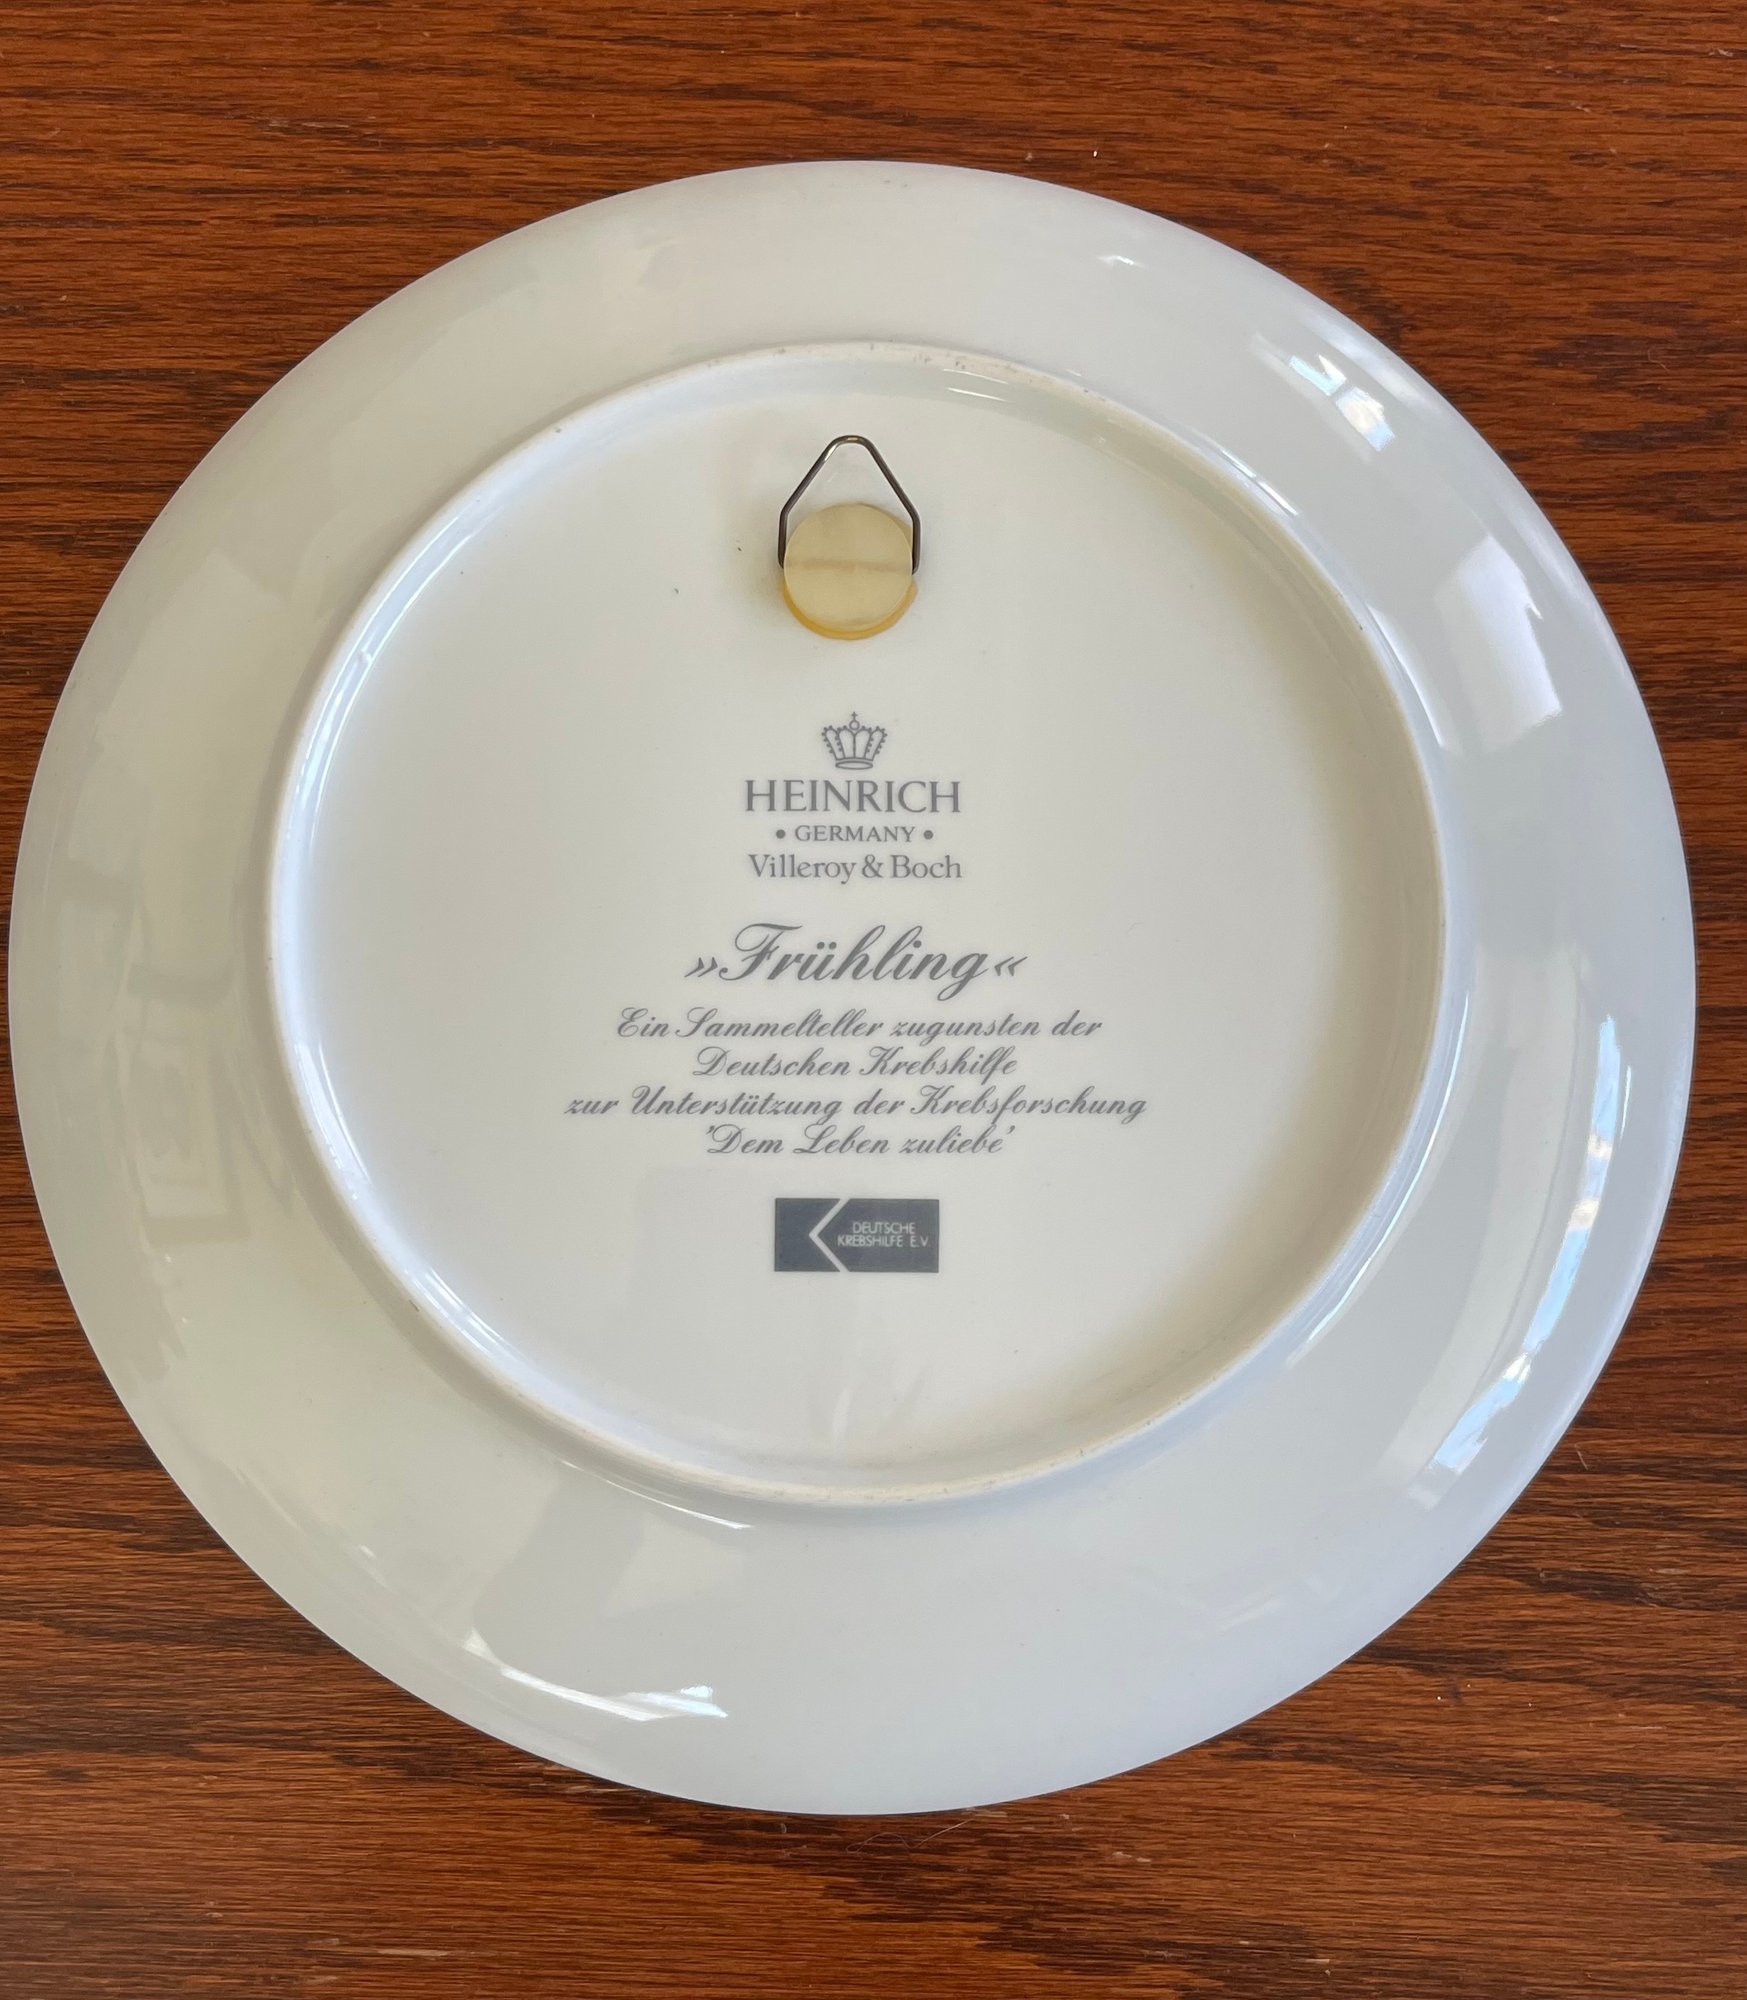 HEINRICH
• GERMANY •
Villeroy & Boch
»Frühling«
Ein Sammelteller zugunsten der
Deutschen Krebshilfe
zur Unterstützung der Krebsforschung
'Dem Leben zuliebe'
DEUTSCHE
KREBSHILFE E.V.